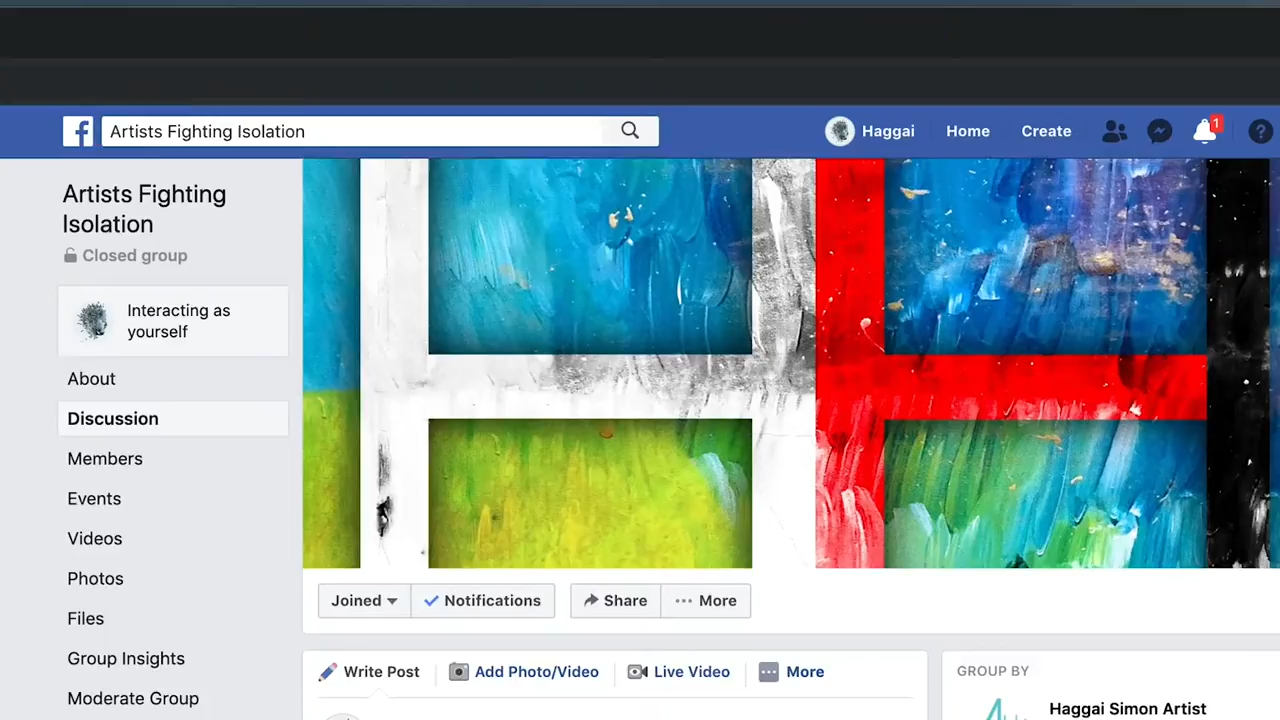 Artists Fighting Isolation
Haggai
Home
Create
1
Artists Fighting
Isolation
Closed group
Interacting as
yourself
About
Discussion
Members
Events
Videos
Photos
Files
Group Insights
Moderate Group
Joined
Notifications
Share
More
Write Post
Add Photo/Video
Live Video
More
GROUP BY
Haggai Simon Artist